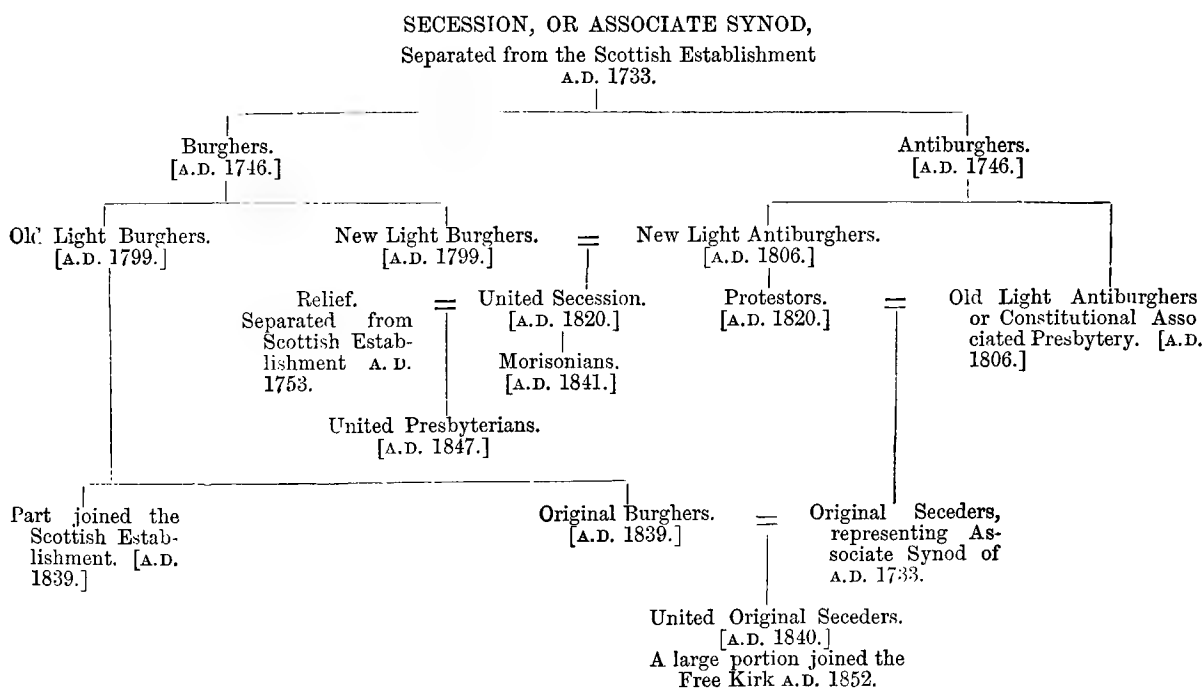 SECESSION, OR ASSOCIATE SYNOD,
Separated from the Scottish Establishment
A.D. 1733.
Burghers.
[A.D. 1746.]
Antiburghers.
[A.D. 1746.]
Old Light Burghers.
[A.D. 1799.]
New Light Burghers.
[A.D. 1799.]
=
New Light Antiburghers.
[A.D. 1806.]
Relief.
Separated from
Scottish Estab-
lishment A. D.
1753.
=
United Secession.
[A.D. 1820.]
Morisonians.
[A.D. 1841.]
Protestors.
[A.D. 1820.]
=
Old Light Antiburghers
or Constitutional Asso
ciated Presbytery. [A.D.
1806.]
United Presbyterians.
[A.D. 1847.]
Part joined the
Scottish Estab-
lishment. [A.D.
1839.]
Original Burghers.
[A.D. 1839.]
=
Original Seceders,
representing As-
sociate Synod of
A.D. 1733.
United Original Seceders.
[A.D. 1840.]
A large portion joined the
Free Kirk A.D. 1852.